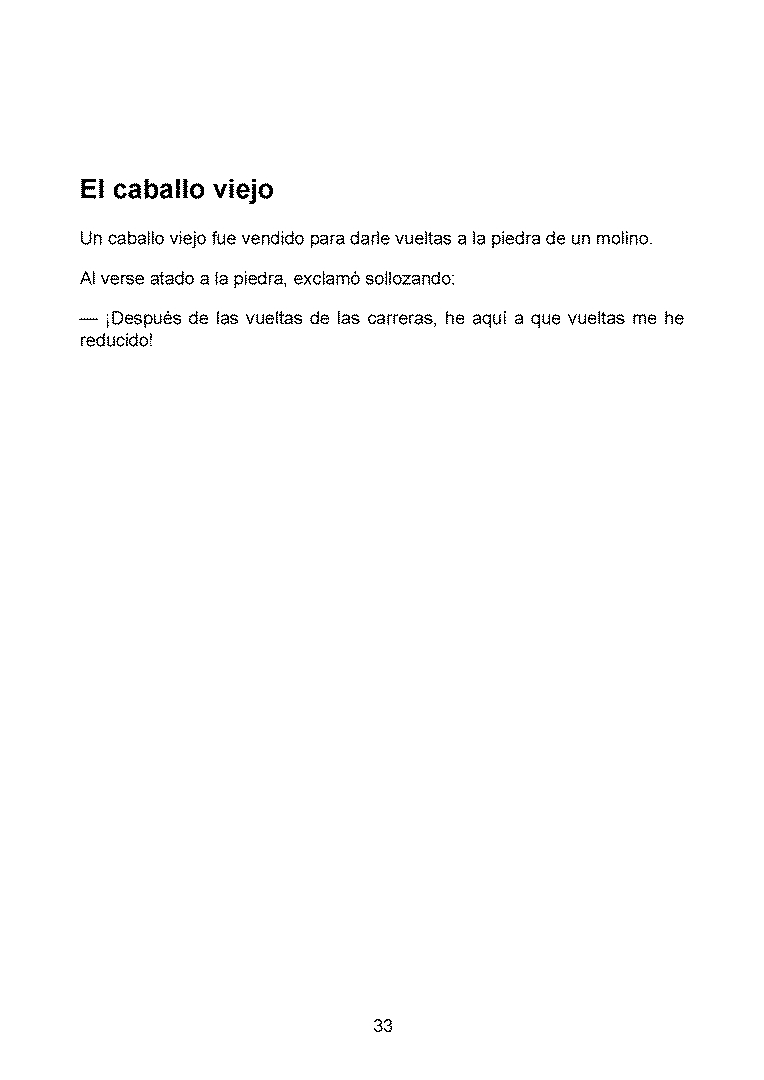 El caballo viejo
Un caballo viejo fue vendido para darle vueltas a la piedra de un molino.
Al verse atado a la piedra, exclamó sollozando:
— ¡Después de las vueltas de las carreras, he aquí a que vueltas me he
reducido!
33